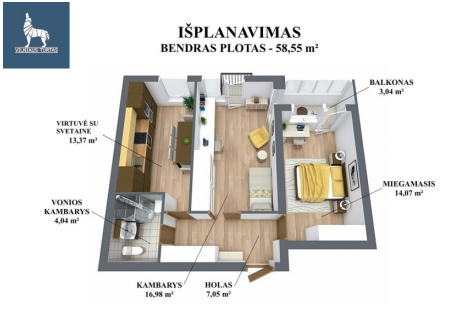 IŠPLANAVIMAS
BENDRAS PLOTAS - 58,55 m²
BALKONAS
3,04 m²
VIRTUVĖ SU
SVETAINE
13,37 m²
MIEGAMASIS
14,07 m²
VONIOS
KAMBARYS
4,04 m²
KAMBARYS
16,98 m²
HOLAS
7,05 m²